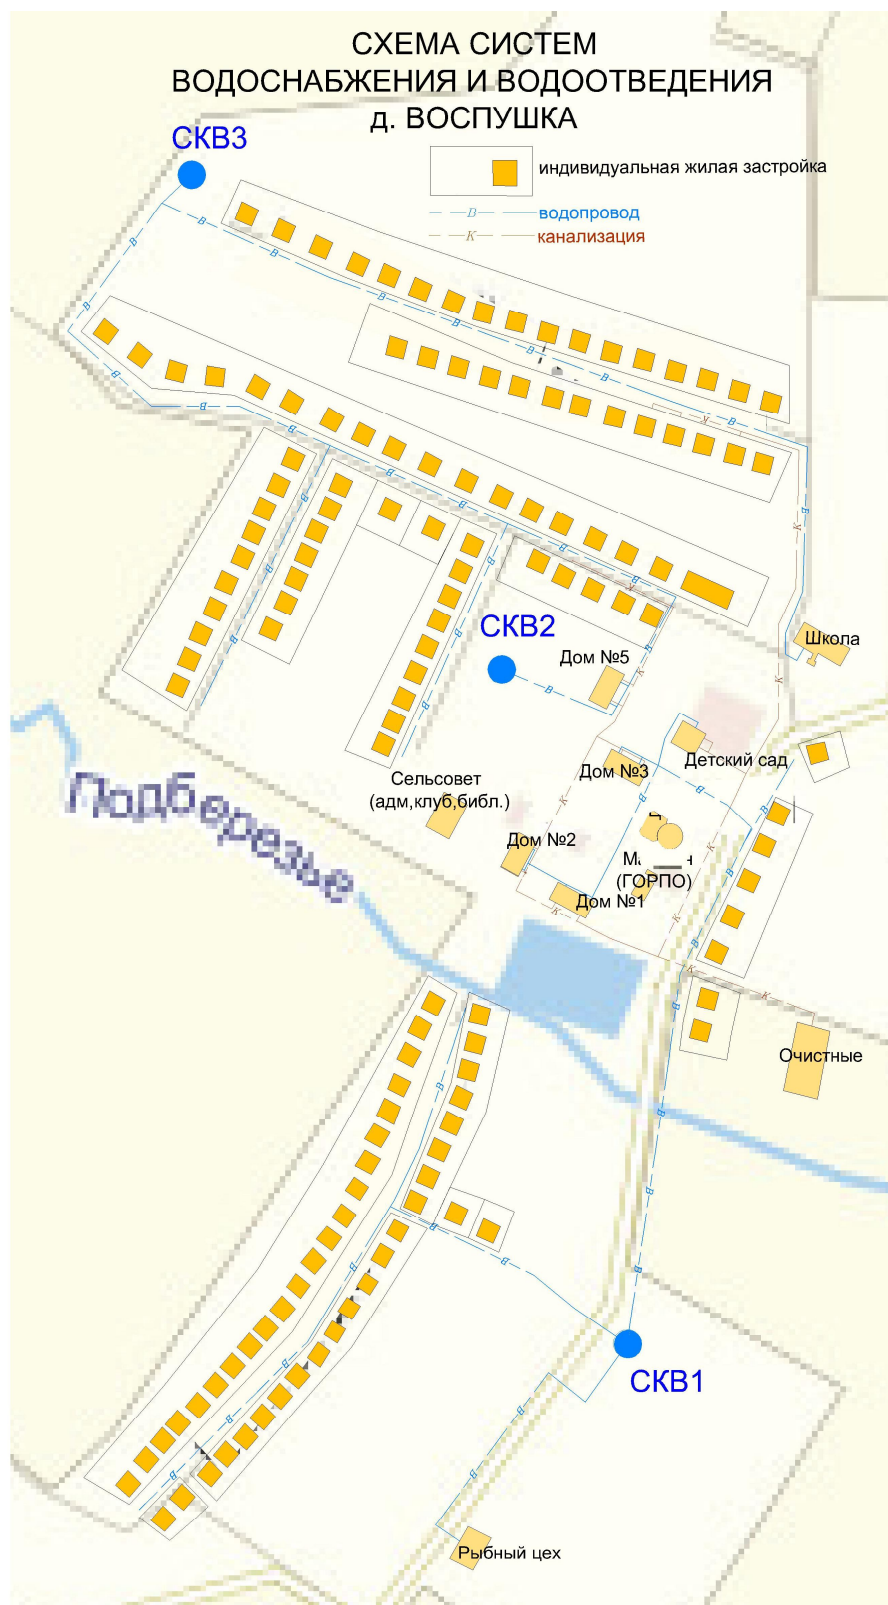 СХЕМА СИСТЕМ
ВОДОСНАБЖЕНИЯ И ВОДООТВЕДЕНИЯ
д. ВОСПУШКА
СКВ3
индивидуальная жилая застройка
В водопровод
К канализация
СКВ2
Школа
Дом №5
Детский сад
Дом №3
Сельсовет
(адм,клуб,библ.)
Подберезье
Дом №2
(ГОРПО)
Дом №1
Очистные
СКВ1
Рыбный цех